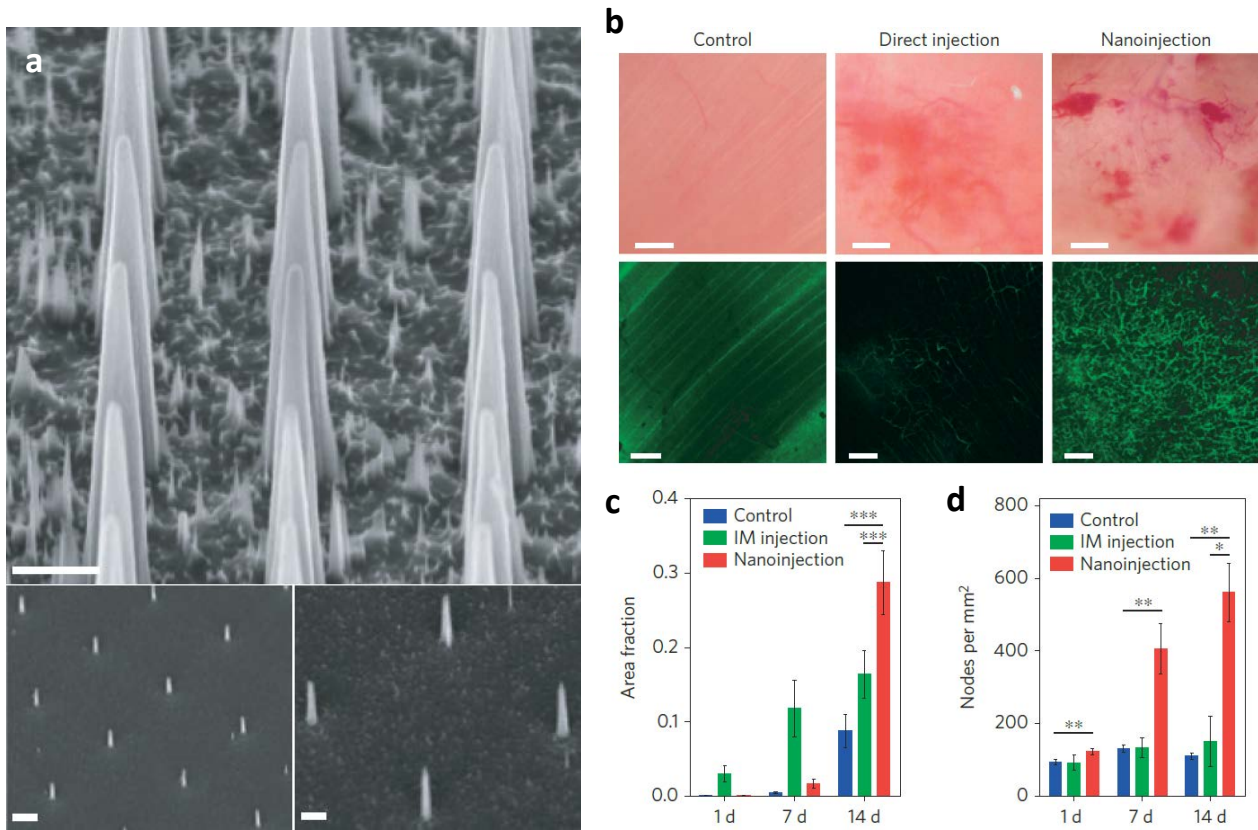 a
b
Control
Direct injection
Nanoinjection
c
0.4
0.3
0.2
0.1
0.0
Area fraction
Control
IM injection
Nanoinjection
***
***
1 d
7 d
14 d
d
800
600
400
200
0
Nodes per mm²
Control
IM injection
Nanoinjection
**
**
**
*
1 d
7 d
14 d